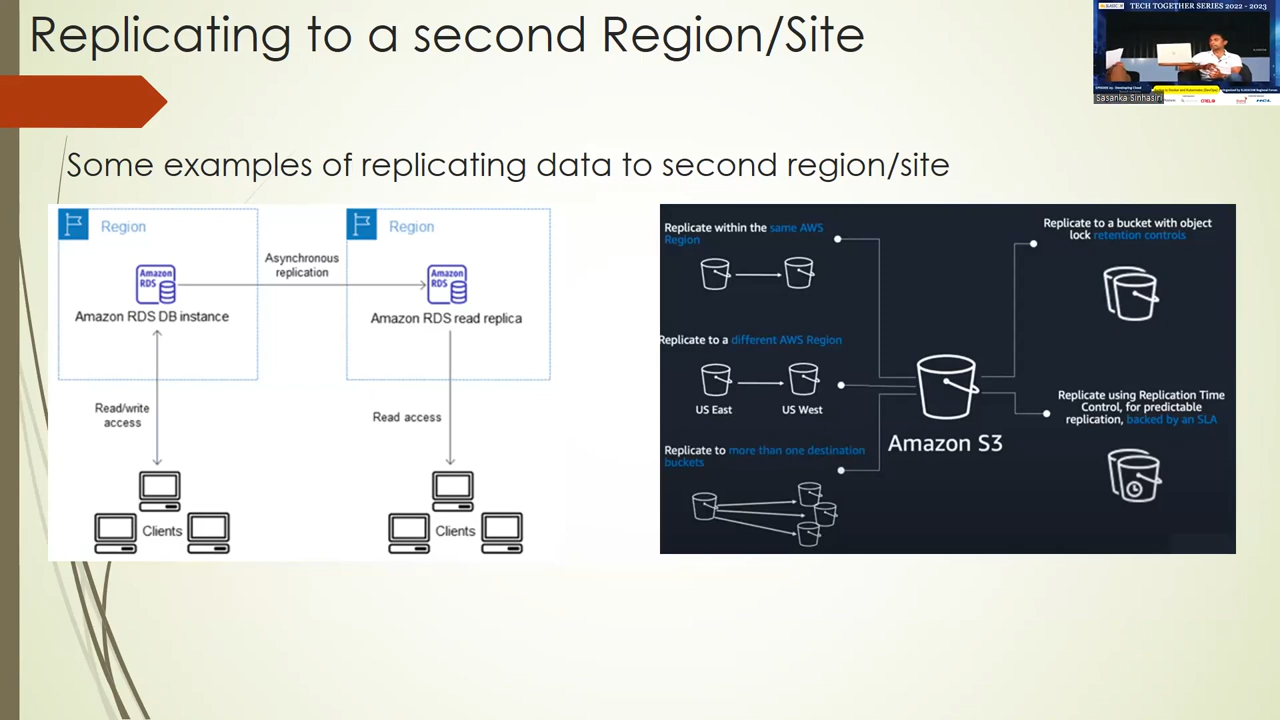 Replicating to a second Region/Site
TECH TOGETHER SERIES 2022 - 2023
Sasanka Sinhasiri
Some examples of replicating data to second region/site
Region
Region
Asynchronous
replication
Amazon
RDS
Amazon
RDS
Amazon RDS DB instance
Amazon RDS read replica
Read/write
access
Read access
Clients
Clients
Replicate within the same AWS
Region
Replicate to a different AWS Region
US East
US West
Replicate to more than one destination
buckets
Amazon S3
Replicate to a bucket with object
lock retention controls
Replicate using Replication Time
Control, for predictable
replication, backed by an SLA